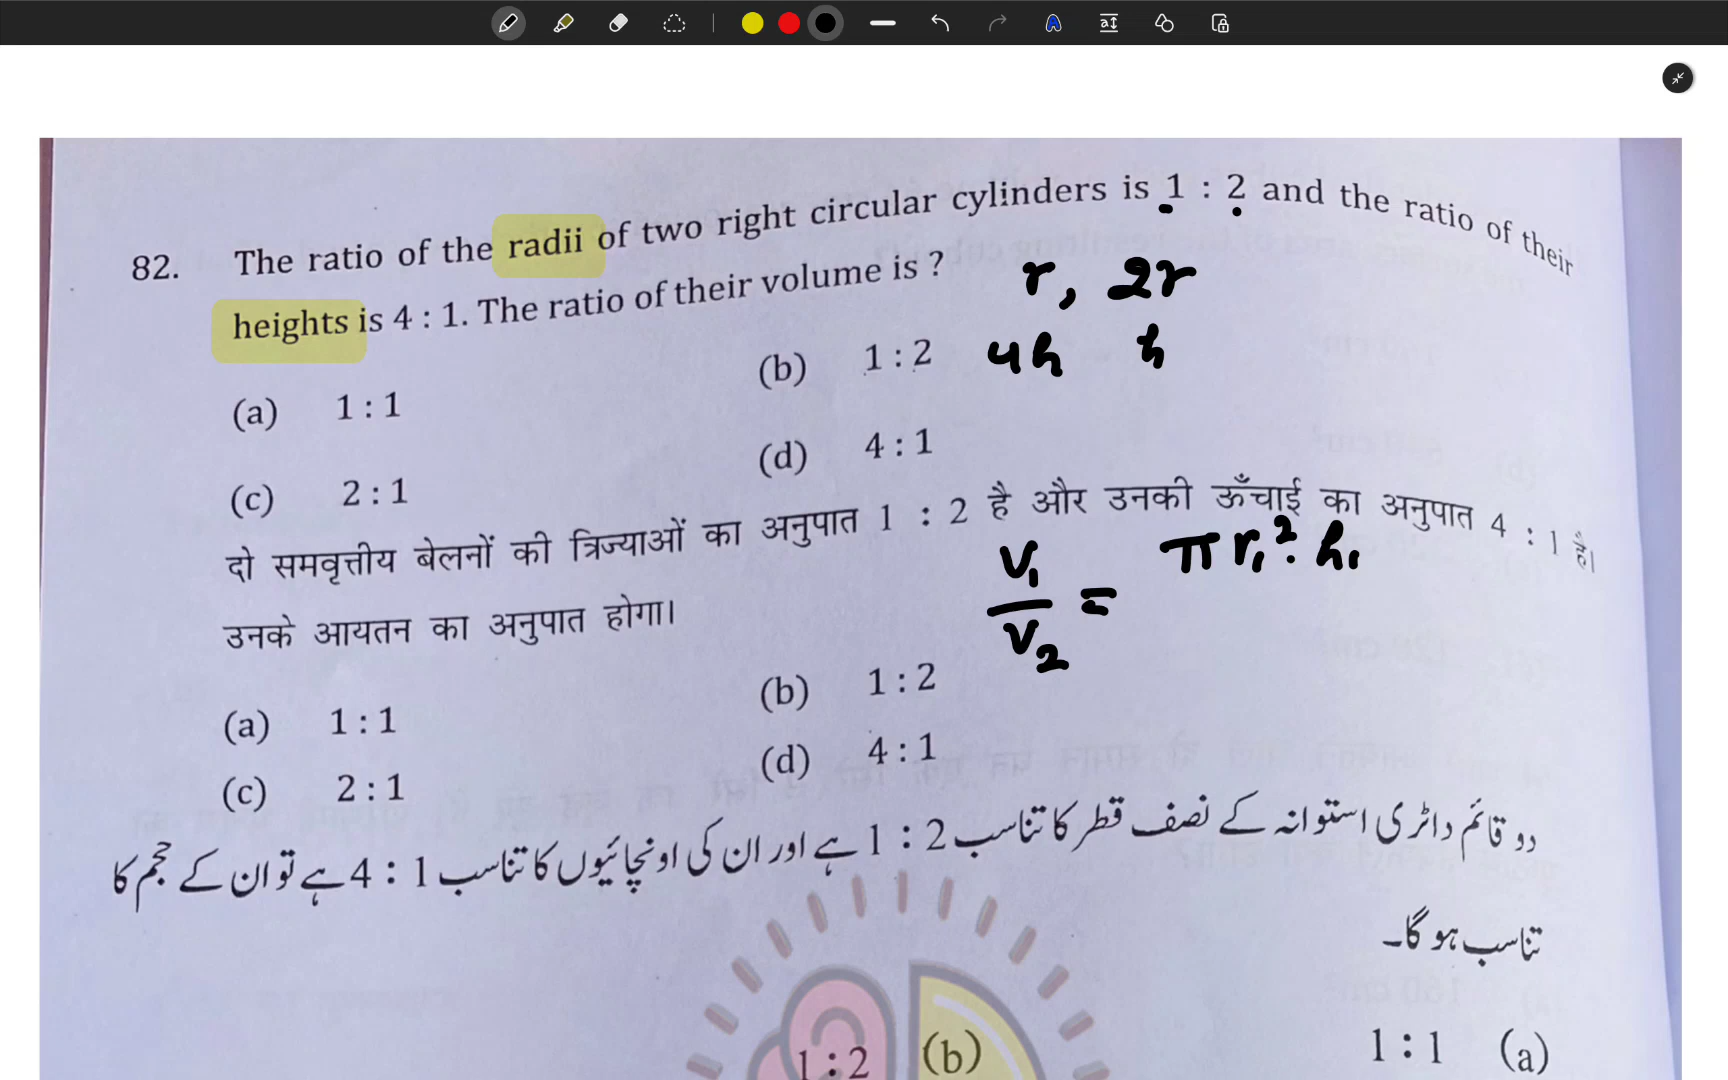 82. The ratio of the radii of two right circular cylinders is 1 : 2 and the ratio of their
heights is 4 : 1. The ratio of their volume is ?
r, 2r
4h h
(a) 1 : 1
(b) 1 : 2
(c) 2 : 1
(d) 4 : 1
दो समवृत्तीय बेलनों की त्रिज्याओं का अनुपात 1 : 2 है और उनकी ऊँचाई का अनुपात 4 : 1 है।
उनके आयतन का अनुपात होगा।
V₁/V₂ = π r₁² . h₁
(a) 1 : 1
(b) 1 : 2
(c) 2 : 1
(d) 4 : 1
دو قائم دائری استوانہ کے نصف قطر کا تناسب 2 : 1 ہے اور ان کی اونچائیوں کا تناسب 1 : 4 ہے تو ان کے حجم کا
تناسب ہو گا۔
1 : 1 (a)
1 : 2 (b)